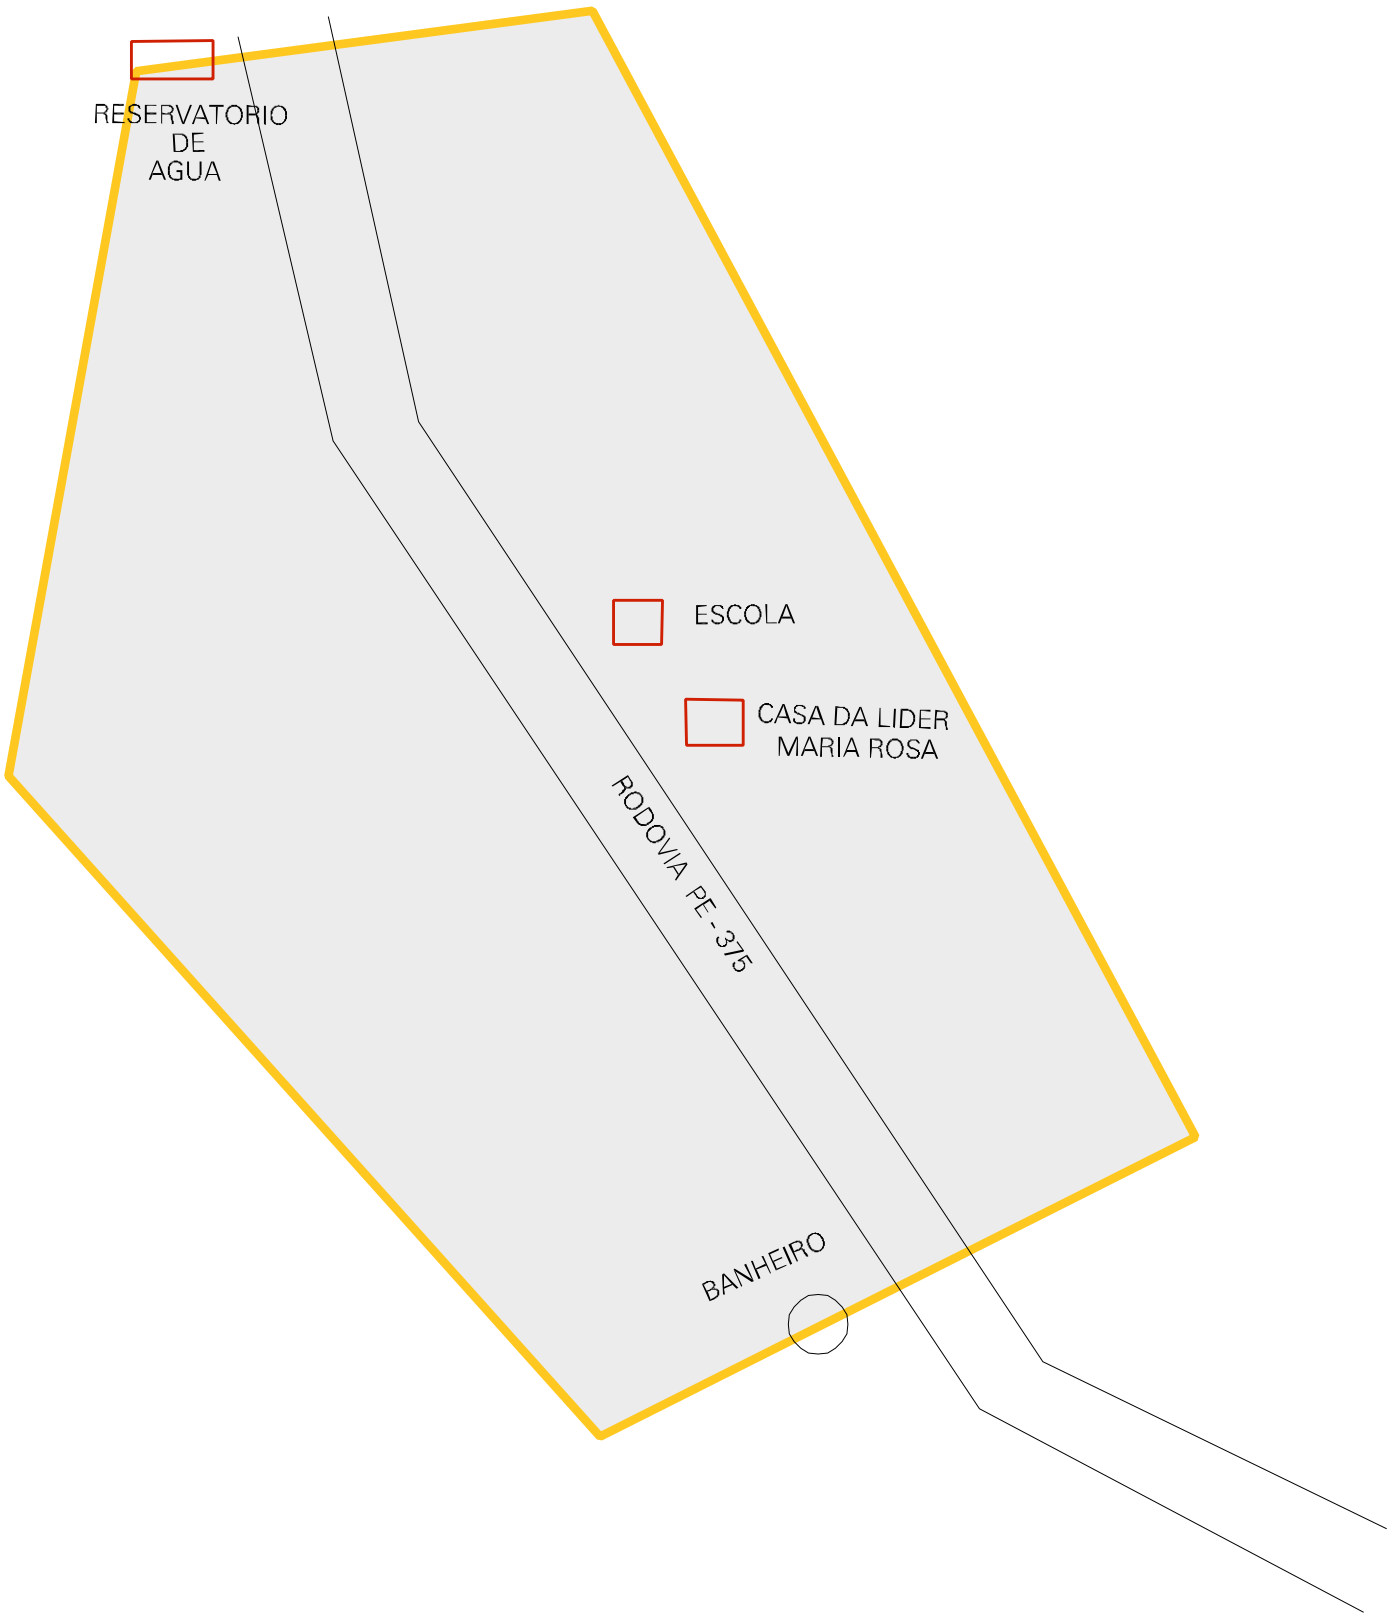 RESERVATORIO
DE
AGUA
ESCOLA
CASA DA LIDER
MARIA ROSA
RODOVIA PE - 375
BANHEIRO